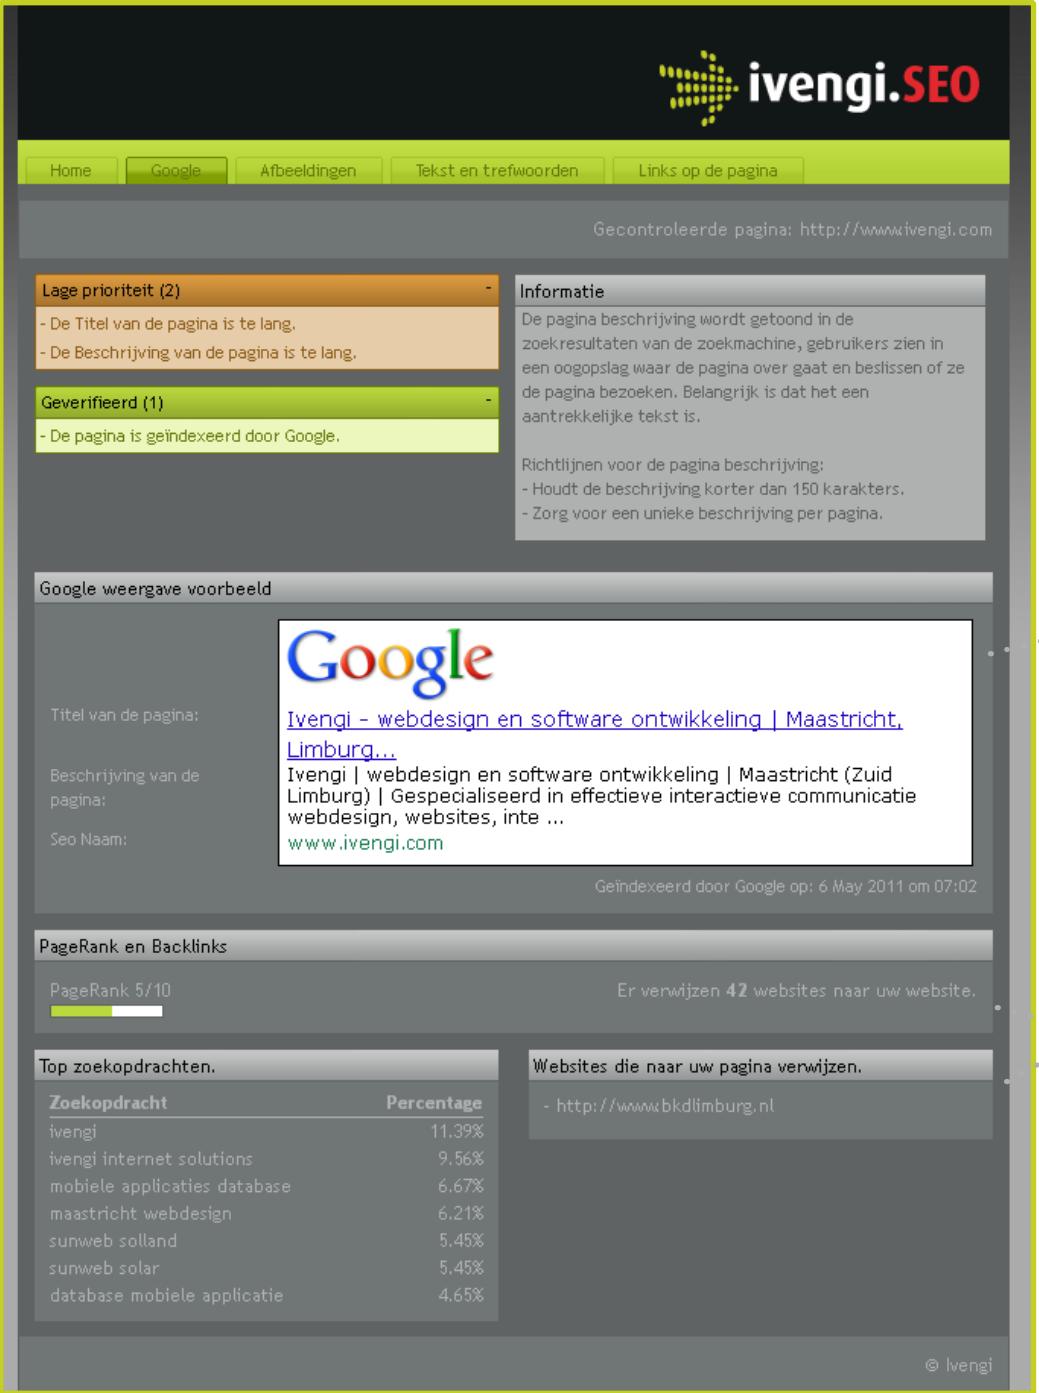 ivengi.SEO
Home Google Afbeeldingen Tekst en trefwoorden Links op de pagina
Gecontroleerde pagina: http://www.ivengi.com
Lage prioriteit (2) -
- De Titel van de pagina is te lang.
- De Beschrijving van de pagina is te lang.
Geverifieerd (1) -
- De pagina is geïndexeerd door Google.
Informatie
De pagina beschrijving wordt getoond in de
zoekresultaten van de zoekmachine, gebruikers zien in
een oogopslag waar de pagina over gaat en beslissen of ze
de pagina bezoeken. Belangrijk is dat het een
aantrekkelijke tekst is.
Richtlijnen voor de pagina beschrijving:
- Houdt de beschrijving korter dan 150 karakters.
- Zorg voor een unieke beschrijving per pagina.
Google weergave voorbeeld
Google
Titel van de pagina:
Ivengi - webdesign en software ontwikkeling | Maastricht,
Limburg...
Beschrijving van de
pagina:
Ivengi | webdesign en software ontwikkeling | Maastricht (Zuid
Limburg) | Gespecialiseerd in effectieve interactieve communicatie
webdesign, websites, inte ...
Seo Naam:
www.ivengi.com
Geïndexeerd door Google op: 6 May 2011 om 07:02
PageRank en Backlinks
PageRank 5/10
Er verwijzen 42 websites naar uw website.
Top zoekopdrachten.
Zoekopdracht Percentage
ivengi 11.39%
ivengi internet solutions 9.56%
mobiele applicaties database 6.67%
maastricht webdesign 6.21%
sunweb solland 5.45%
sunweb solar 5.45%
database mobiele applicatie 4.65%
Websites die naar uw pagina verwijzen.
- http://www.bkdlimburg.nl
© Ivengi